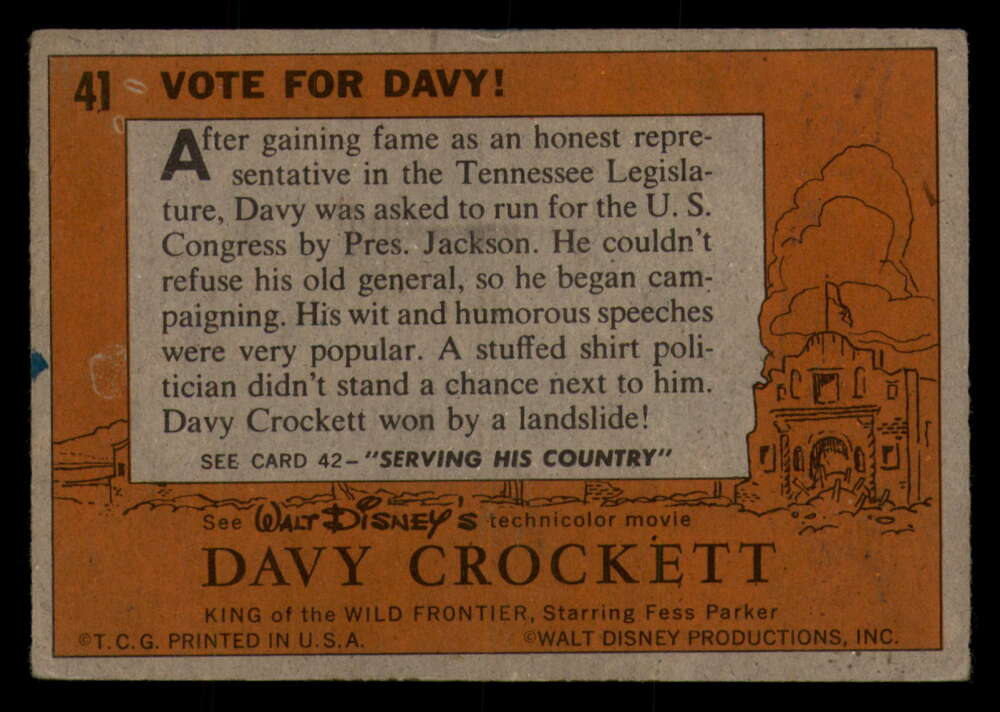 41 VOTE FOR DAVY!
After gaining fame as an honest repre-
sentative in the Tennessee Legisla-
ture, Davy was asked to run for the U. S.
Congress by Pres. Jackson. He couldn't
refuse his old general, so he began cam-
paigning. His wit and humorous speeches
were very popular. A stuffed shirt poli-
tician didn't stand a chance next to him.
Davy Crockett won by a landslide!
SEE CARD 42–"SERVING HIS COUNTRY"
See WALT DISNEY'S technicolor movie
DAVY CROCKETT
KING of the WILD FRONTIER, Starring Fess Parker
©T.C.G. PRINTED IN U.S.A. ©WALT DISNEY PRODUCTIONS, INC.